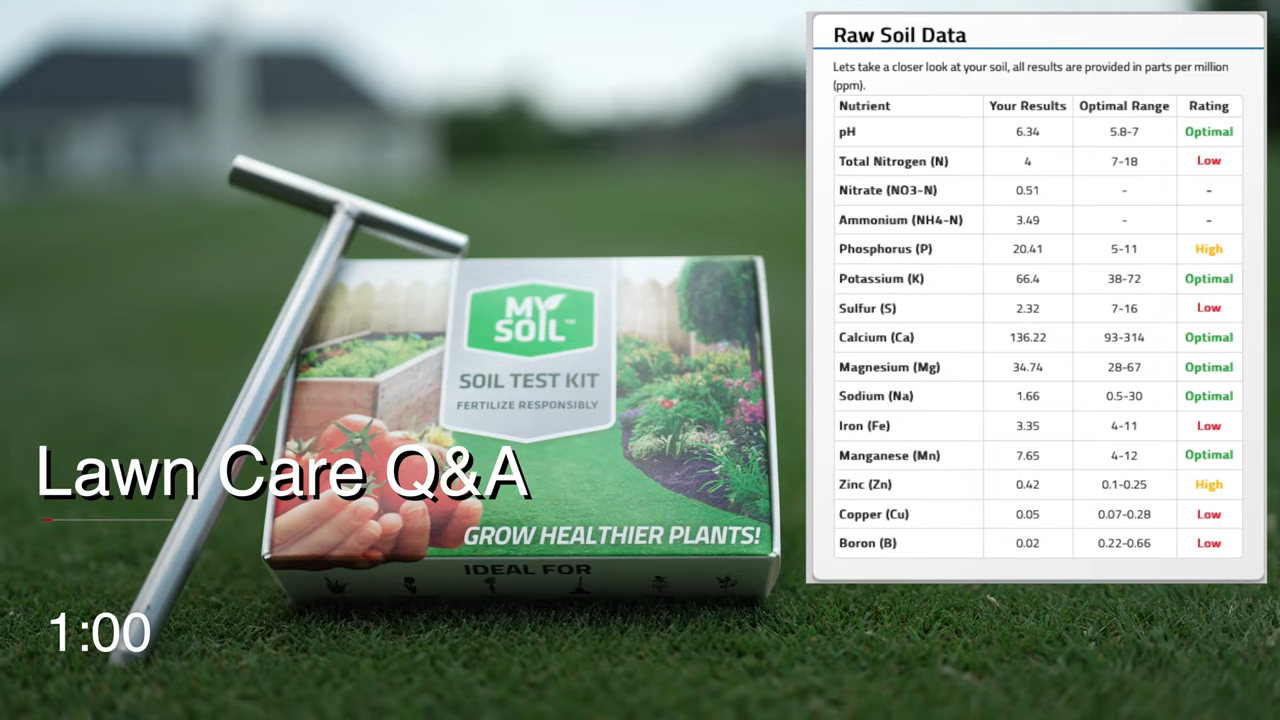 Raw Soil Data
Lets take a closer look at your soil, all results are provided in parts per million
(ppm).
Nutrient Your Results Optimal Range Rating
pH 6.34 5.8-7 Optimal
Total Nitrogen (N) 4 7-18 Low
Nitrate (NO3-N) 0.51 - -
Ammonium (NH4-N) 3.49 - -
Phosphorus (P) 20.41 5-11 High
Potassium (K) 66.4 38-72 Optimal
Sulfur (S) 2.32 7-16 Low
Calcium (Ca) 136.22 93-314 Optimal
Magnesium (Mg) 34.74 28-67 Optimal
Sodium (Na) 1.66 0.5-30 Optimal
Iron (Fe) 3.35 4-11 Low
Manganese (Mn) 7.65 4-12 Optimal
Zinc (Zn) 0.42 0.1-0.25 High
Copper (Cu) 0.05 0.07-0.28 Low
Boron (B) 0.02 0.22-0.66 Low
MY
SOIL™
SOIL TEST KIT
FERTILIZE RESPONSIBLY
GROW HEALTHIER PLANTS!
IDEAL FOR
Lawn Care Q&A
1:00